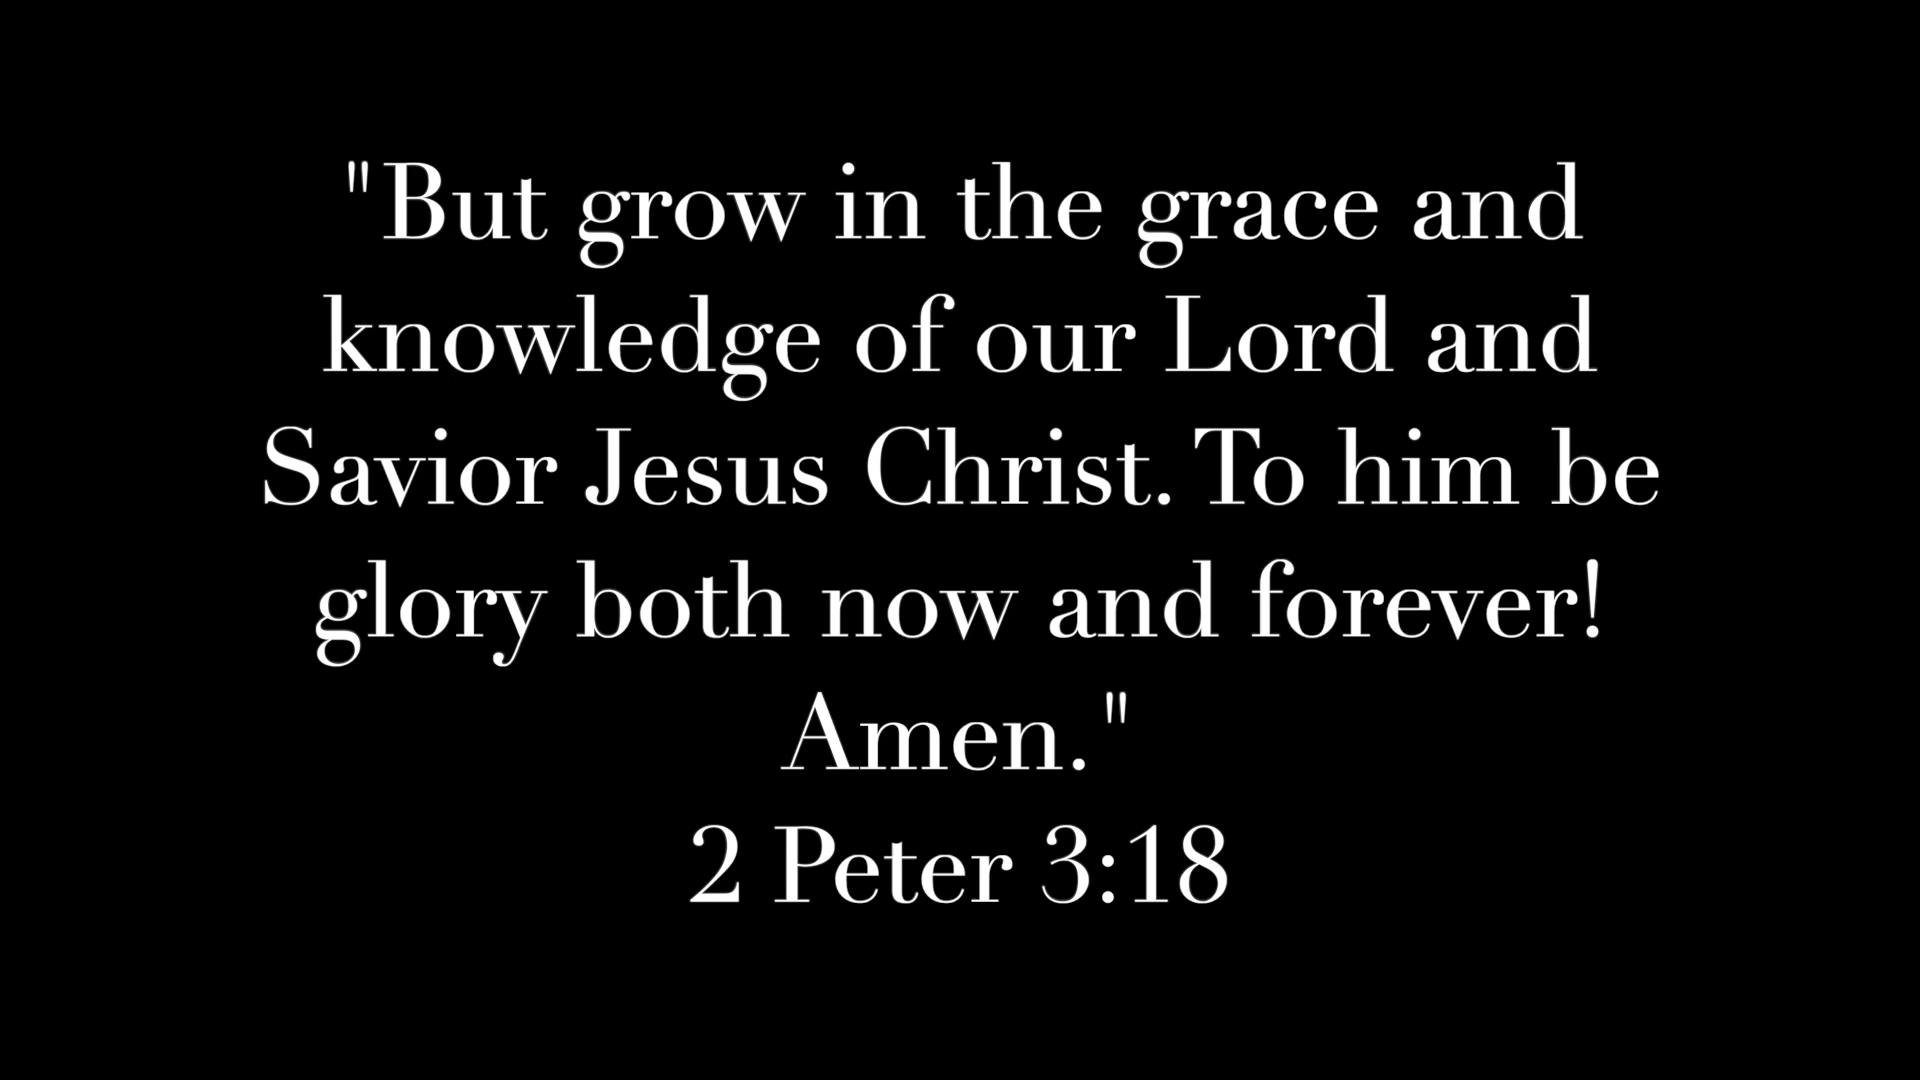 "But grow in the grace and
knowledge of our Lord and
Savior Jesus Christ. To him be
glory both now and forever!
Amen."
2 Peter 3:18